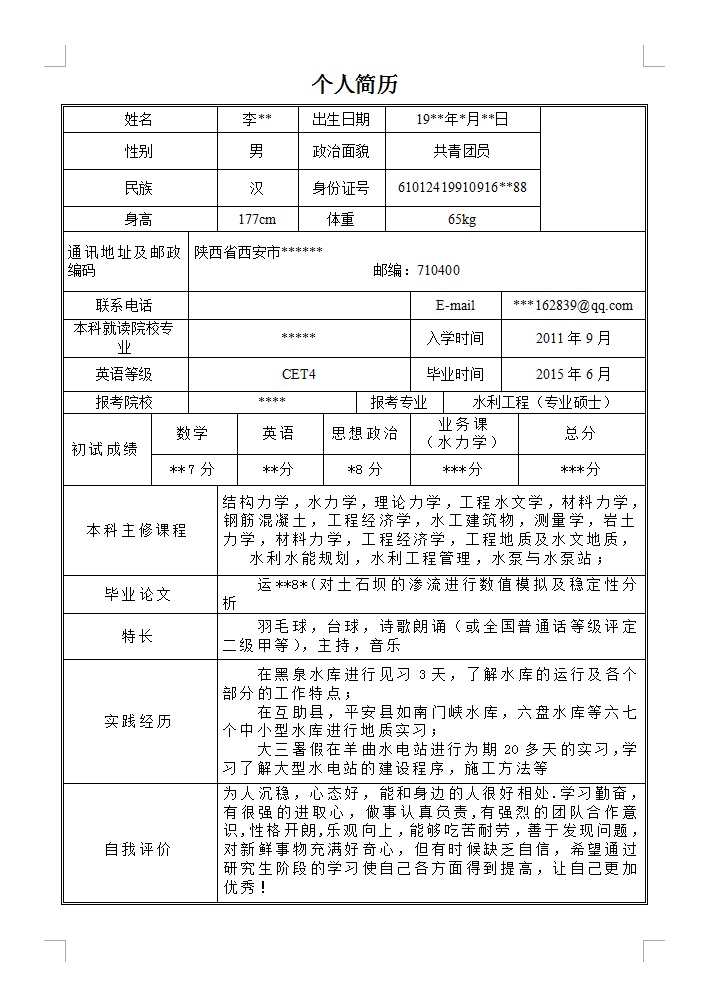 个人简历
姓名 李** 出生日期 19**年*月**日
性别 男 政治面貌 共青团员
民族 汉 身份证号 61012419910916**88
身高 177cm 体重 65kg
通讯地址及邮政编码 陕西省西安市******
邮编：710400
联系电话 E-mail ***162839@qq.com
本科就读院校专业 ***** 入学时间 2011年9月
英语等级 CET4 毕业时间 2015年6月
报考院校 **** 报考专业 水利工程（专业硕士）
初试成绩 数学 英语 思想政治 业务课（水力学） 总分
**7分 **分 *8分 ***分 ***分
本科主修课程
结构力学，水力学，理论力学，工程水文学，材料力学，
钢筋混凝土，工程经济学，水工建筑物，测量学，岩土
力学，材料力学，工程经济学，工程地质及水文地质，
水利水能规划，水利工程管理，水泵与水泵站；
毕业论文
运**8*(对土石坝的渗流进行数值模拟及稳定性分
析
特长
羽毛球，台球，诗歌朗诵（或全国普通话等级评定
二级甲等），主持，音乐
实践经历
在黑泉水库进行见习3天，了解水库的运行及各个
部分的工作特点；
在互助县，平安县如南门峡水库，六盘水库等六七
个中小型水库进行地质实习；
大三暑假在羊曲水电站进行为期20多天的实习,学
习了解大型水电站的建设程序，施工方法等
自我评价
为人沉稳，心态好，能和身边的人很好相处.学习勤奋，
有很强的进取心，做事认真负责,有强烈的团队合作意
识,性格开朗,乐观向上，能够吃苦耐劳，善于发现问题，
对新鲜事物充满好奇心，但有时候缺乏自信，希望通过
研究生阶段的学习使自己各方面得到提高，让自己更加
优秀！